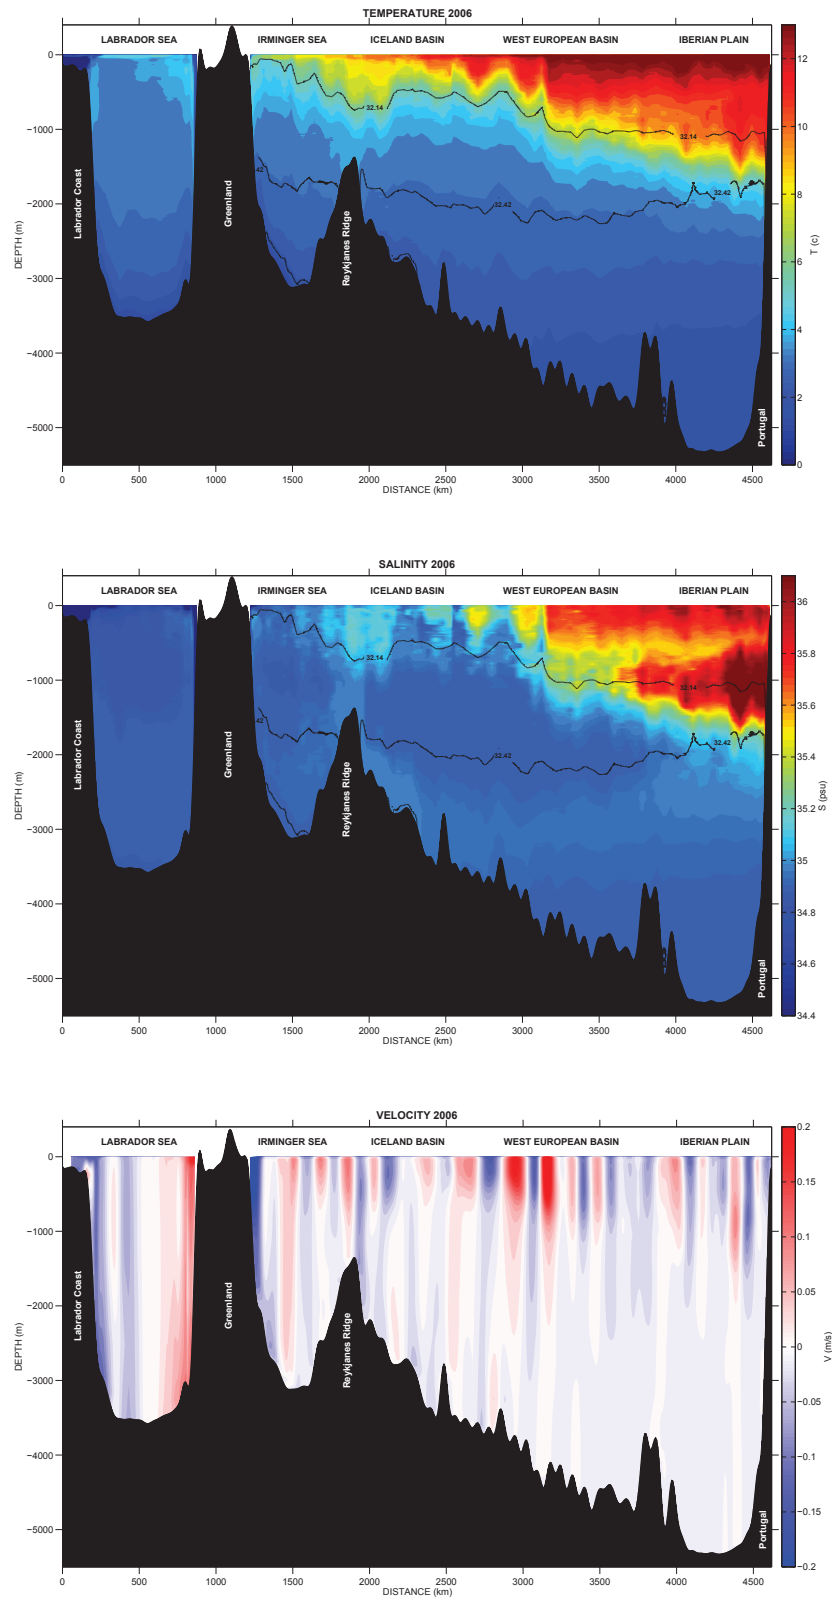 TEMPERATURE 2006
LABRADOR SEA IRMINGER SEA ICELAND BASIN WEST EUROPEAN BASIN IBERIAN PLAIN
0
−1000
−2000
−3000
−4000
−5000
DEPTH (m)
Labrador Coast
Greenland
Reykjanes Ridge
Portugal
32.14
32.14
.42
32.42
32.42
0 500 1000 1500 2000 2500 3000 3500 4000 4500
DISTANCE (km)
12
10
8
6
4
2
0
T (c)
SALINITY 2006
LABRADOR SEA IRMINGER SEA ICELAND BASIN WEST EUROPEAN BASIN IBERIAN PLAIN
0
−1000
−2000
−3000
−4000
−5000
DEPTH (m)
Labrador Coast
Greenland
Reykjanes Ridge
Portugal
32.14
32.14
.42
32.42
32.42
0 500 1000 1500 2000 2500 3000 3500 4000 4500
DISTANCE (km)
36
35.8
35.6
35.4
35.2
35
34.8
34.6
34.4
S (psu)
VELOCITY 2006
LABRADOR SEA IRMINGER SEA ICELAND BASIN WEST EUROPEAN BASIN IBERIAN PLAIN
0
−1000
−2000
−3000
−4000
−5000
DEPTH (m)
Labrador Coast
Greenland
Reykjanes Ridge
Portugal
0 500 1000 1500 2000 2500 3000 3500 4000 4500
DISTANCE (km)
0.2
0.15
0.1
0.05
0
−0.05
−0.1
−0.15
−0.2
V (m/s)